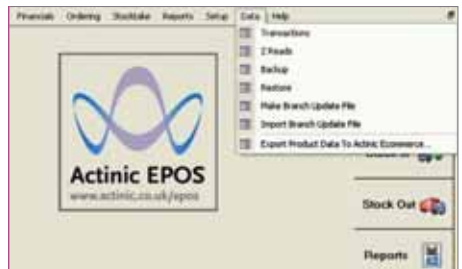 Financials Ordering Stocktake Reports Setup Data Help
Transactions
Z Reads
Backup
Restore
Make Branch Update File
Import Branch Update File
Export Product Data To Actinic Ecommerce...
Actinic EPOS
www.actinic.co.uk/epos
Stock Out
Reports